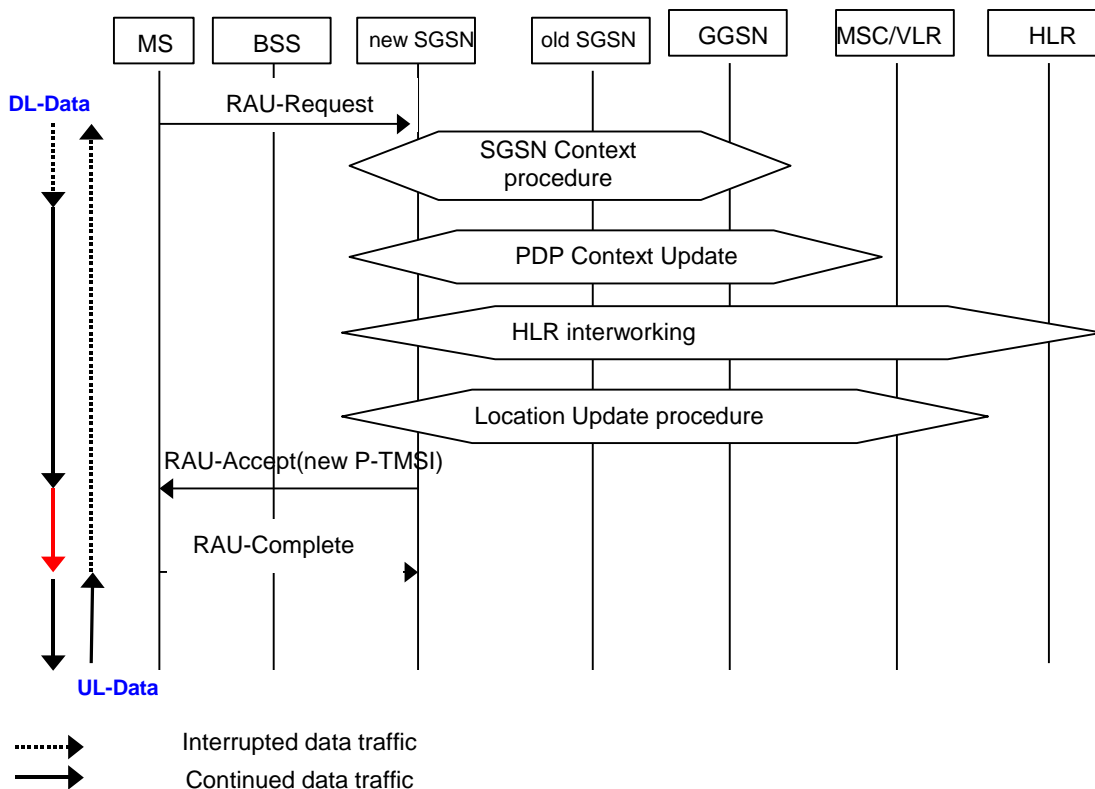 MS
BSS
new SGSN
old SGSN
GGSN
MSC/VLR
HLR
DL-Data
RAU-Request
SGSN Context
procedure
PDP Context Update
HLR interworking
Location Update procedure
RAU-Accept(new P-TMSI)
RAU-Complete
UL-Data
Interrupted data traffic
Continued data traffic